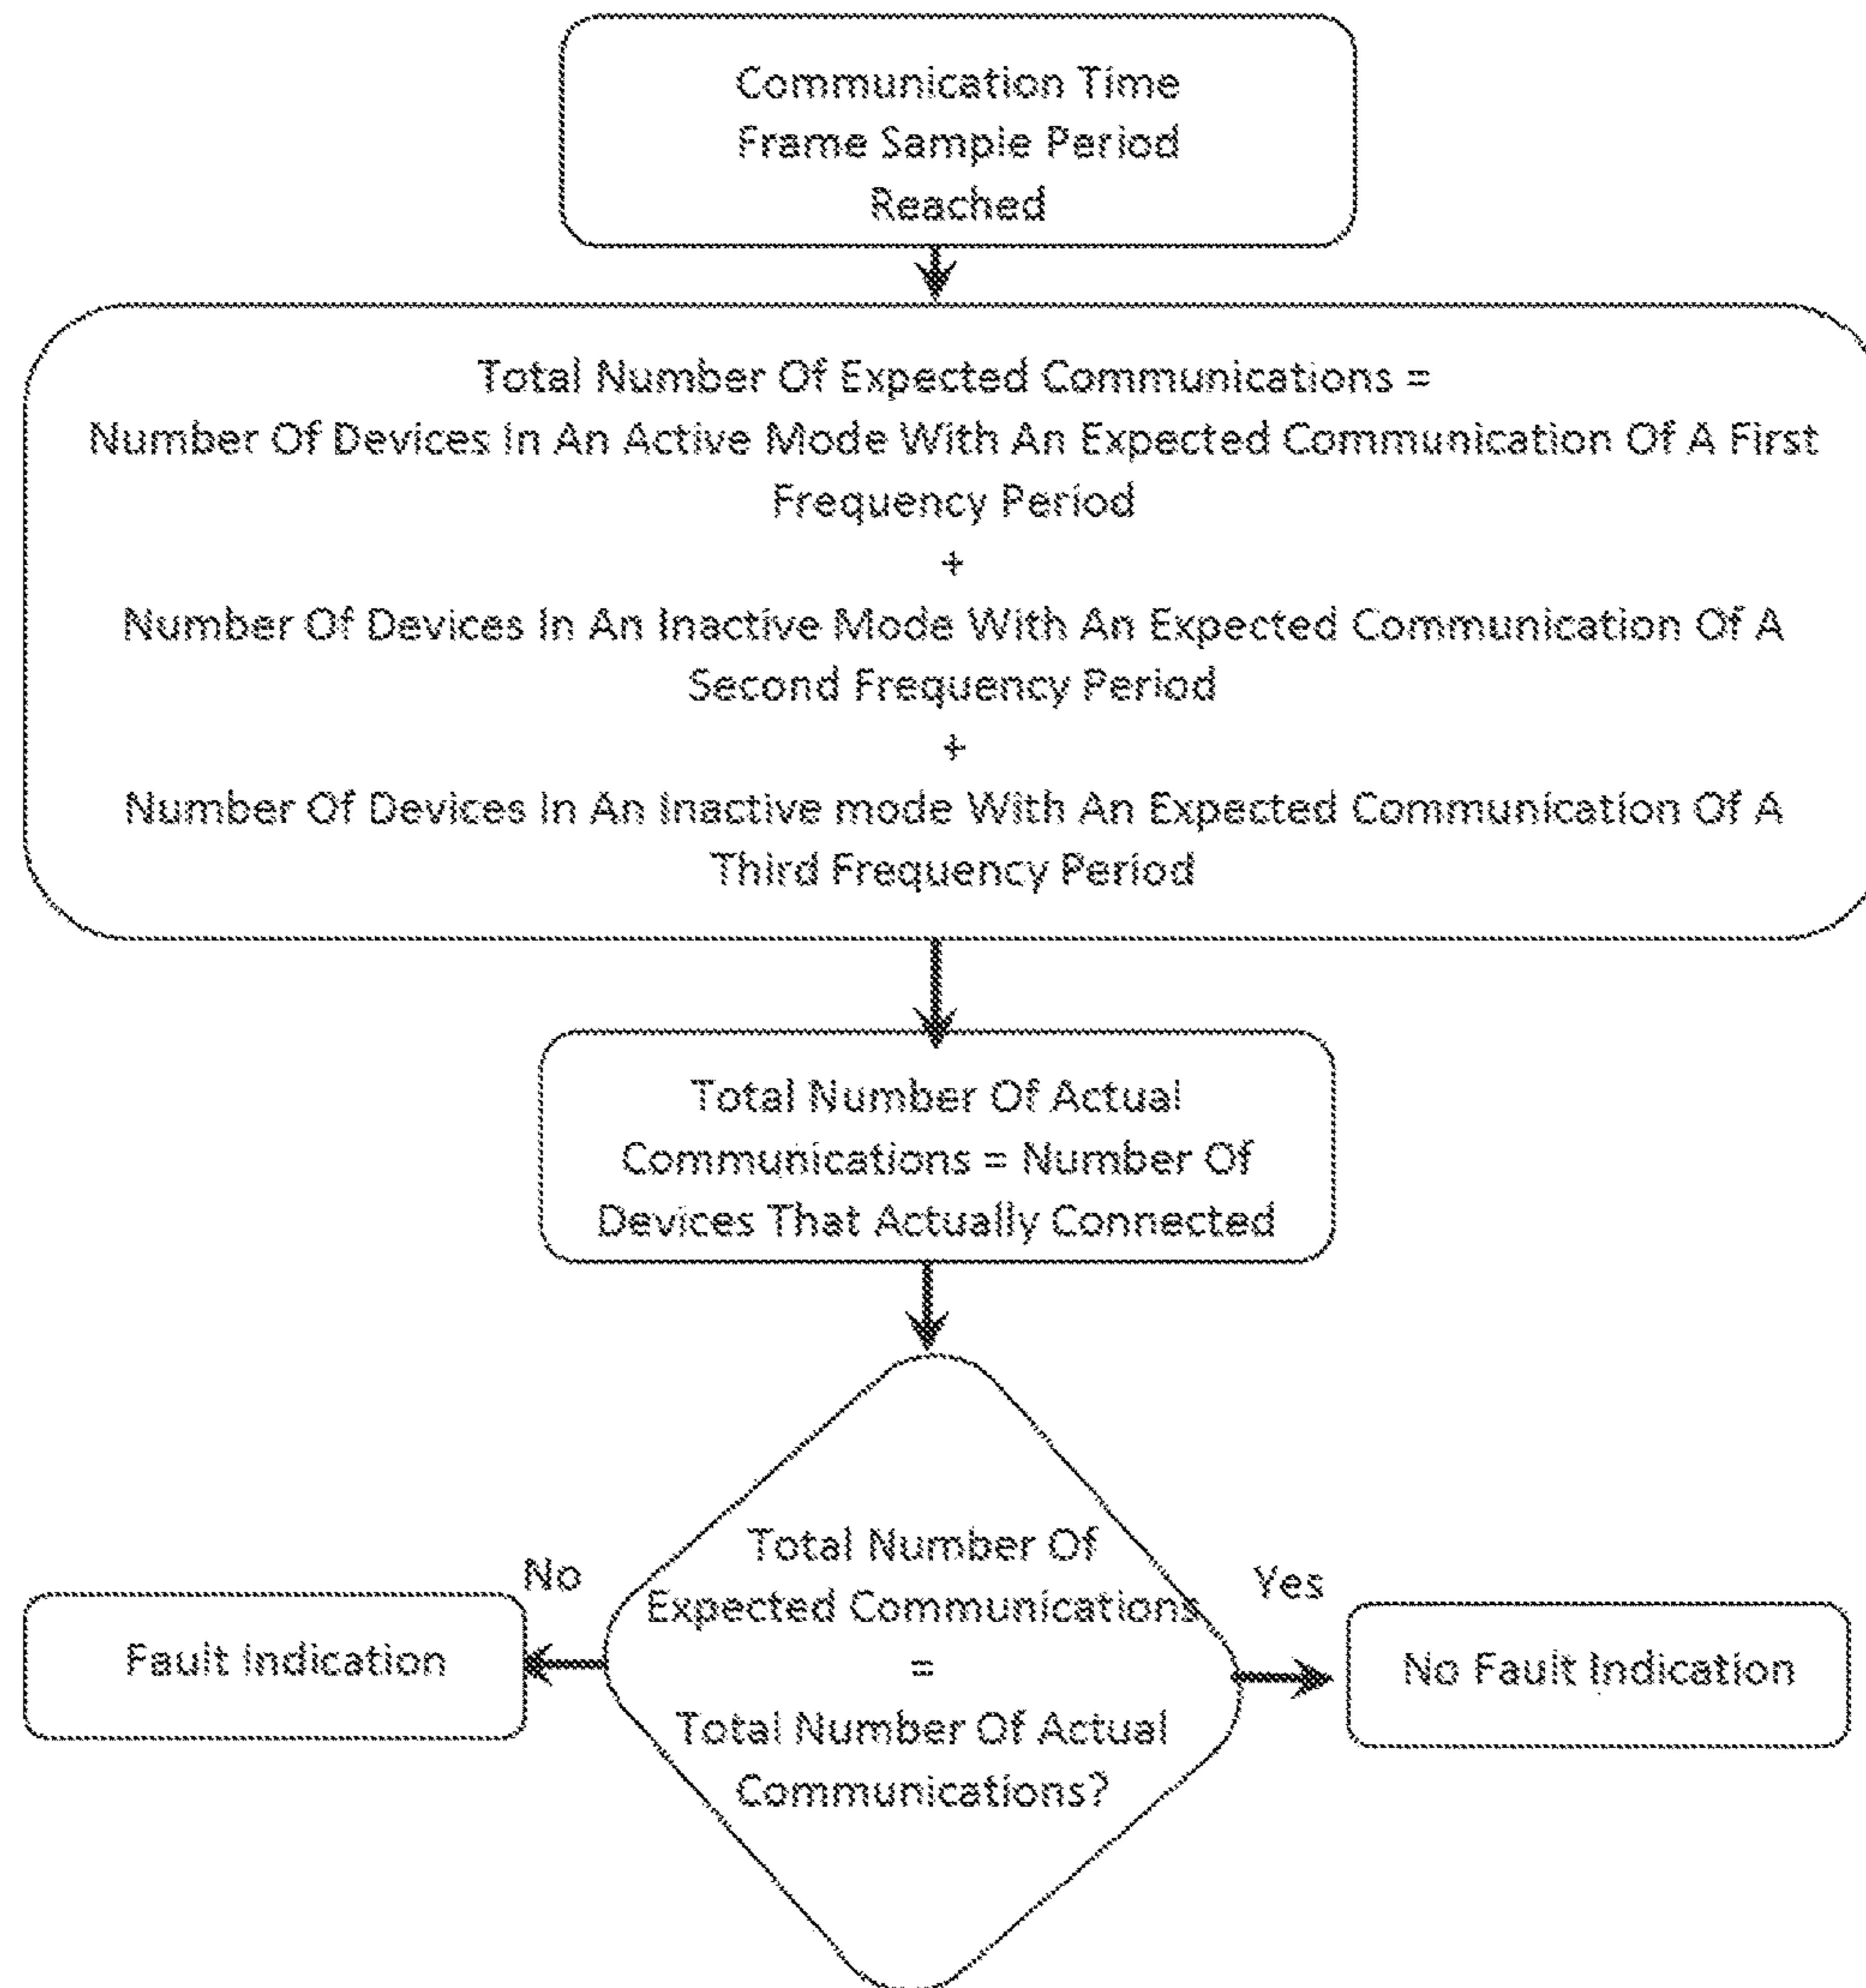 Communication Time
Frame Sample Period
Reached
Total Number Of Expected Communications =
Number Of Devices In An Active Mode With An Expected Communication Of A First
Frequency Period
+
Number Of Devices In An Inactive Mode With An Expected Communication Of A
Second Frequency Period
+
Number Of Devices In An Inactive mode With An Expected Communication Of A
Third Frequency Period
Total Number Of Actual
Communications = Number Of
Devices That Actually Connected
Total Number Of
Expected Communications
=
Total Number Of Actual
Communications?
No
Fault Indication
Yes
No Fault Indication